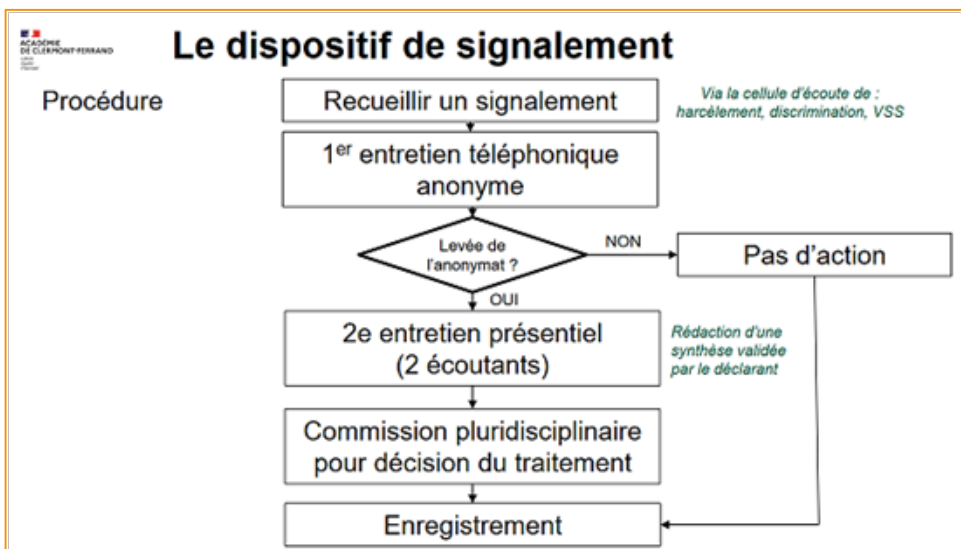 ACADÉMIE
DE CLERMONT-FERRAND
Le dispositif de signalement
Procédure
Recueillir un signalement
Via la cellule d'écoute de :
harcèlement, discrimination, VSS
1er entretien téléphonique
anonyme
Levée de
l'anonymat ?
NON
Pas d'action
OUI
2e entretien présentiel
(2 écoutants)
Rédaction d'une
synthèse validée
par le déclarant
Commission pluridisciplinaire
pour décision du traitement
Enregistrement